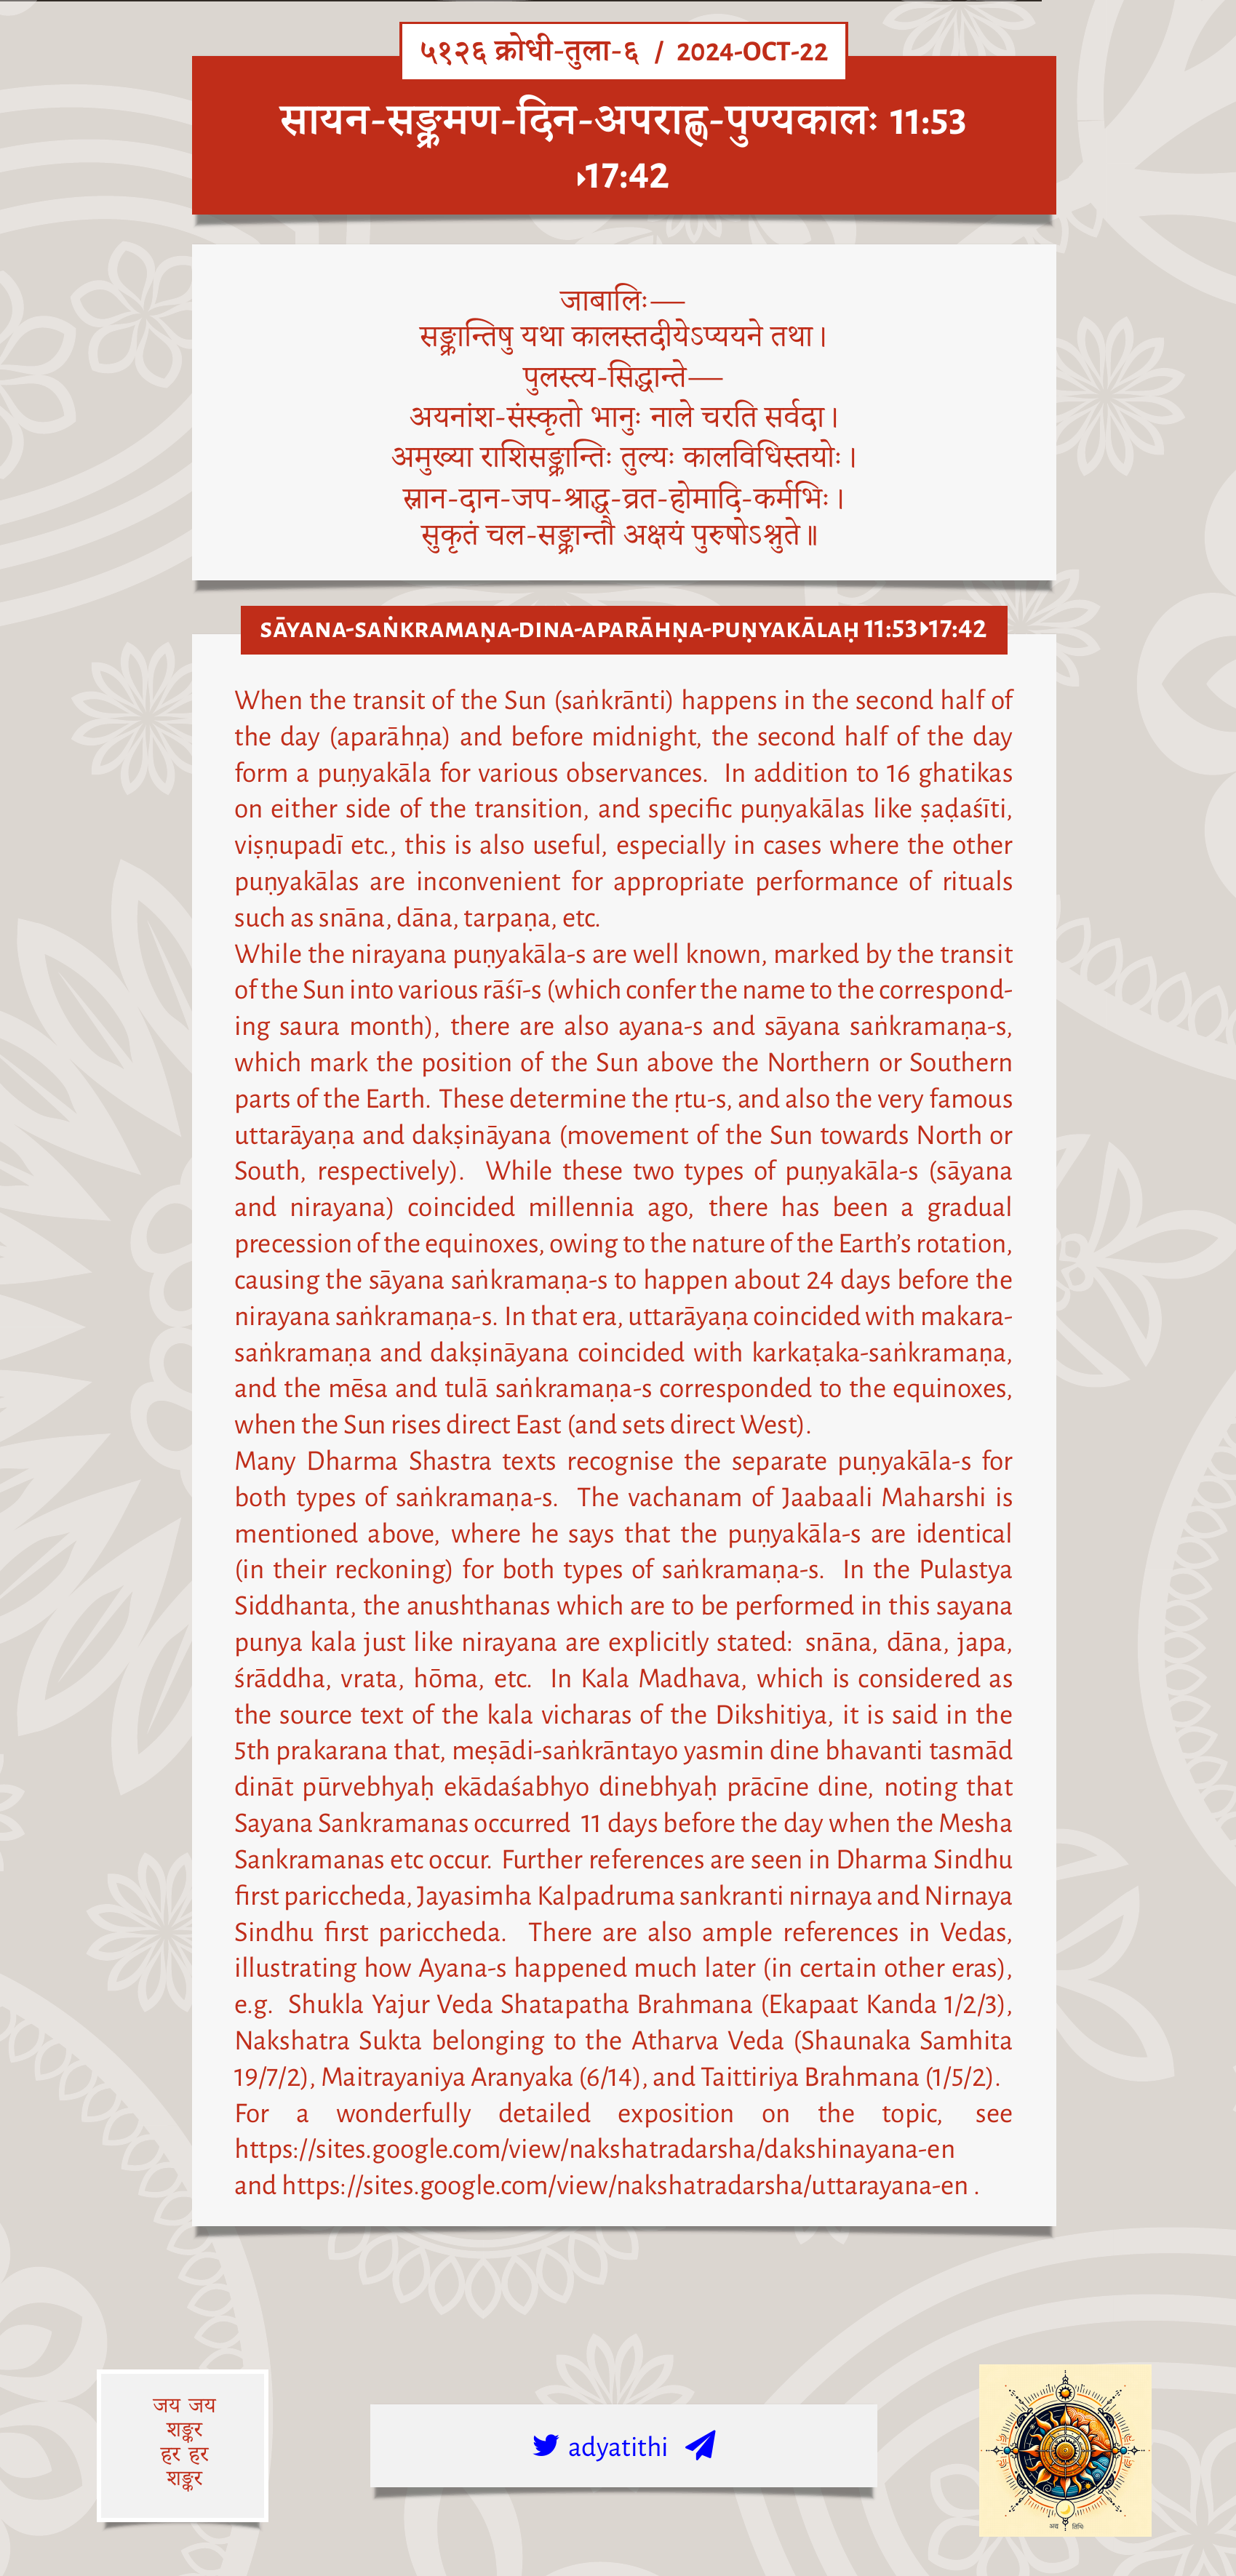 ५१२६ क्रोधी-तुला-६ / 2024-OCT-22
सायन-सङ्क्रमण-दिन-अपराह्ण-पुण्यकालः 11:53
▸17:42
जाबालिः—
सङ्क्रान्तिषु यथा कालस्तदीयेऽप्ययने तथा।
पुलस्त्य-सिद्धान्ते—
अयनांश-संस्कृतो भानुः नाले चरति सर्वदा।
अमुख्या राशिसङ्क्रान्तिः तुल्यः कालविधिस्तयोः।
स्नान-दान-जप-श्राद्ध-व्रत-होमादि-कर्मभिः।
सुकृतं चल-सङ्क्रान्तौ अक्षयं पुरुषोऽश्नुते॥
SĀYANA-SAṄKRAMAṆA-DINA-APARĀHṆA-PUṆYAKĀLAḤ 11:53▸17:42
When the transit of the Sun (saṅkrānti) happens in the second half of
the day (aparāhṇa) and before midnight, the second half of the day
form a puṇyakāla for various observances. In addition to 16 ghatikas
on either side of the transition, and specific puṇyakālas like ṣaḍaśīti,
viṣṇupadī etc., this is also useful, especially in cases where the other
puṇyakālas are inconvenient for appropriate performance of rituals
such as snāna, dāna, tarpaṇa, etc.
While the nirayana puṇyakāla-s are well known, marked by the transit
of the Sun into various rāśī-s (which confer the name to the correspond-
ing saura month), there are also ayana-s and sāyana saṅkramaṇa-s,
which mark the position of the Sun above the Northern or Southern
parts of the Earth. These determine the ṛtu-s, and also the very famous
uttarāyaṇa and dakṣināyana (movement of the Sun towards North or
South, respectively). While these two types of puṇyakāla-s (sāyana
and nirayana) coincided millennia ago, there has been a gradual
precession of the equinoxes, owing to the nature of the Earth’s rotation,
causing the sāyana saṅkramaṇa-s to happen about 24 days before the
nirayana saṅkramaṇa-s. In that era, uttarāyaṇa coincided with makara-
saṅkramaṇa and dakṣināyana coincided with karkaṭaka-saṅkramaṇa,
and the mēsa and tulā saṅkramaṇa-s corresponded to the equinoxes,
when the Sun rises direct East (and sets direct West).
Many Dharma Shastra texts recognise the separate puṇyakāla-s for
both types of saṅkramaṇa-s. The vachanam of Jaabaali Maharshi is
mentioned above, where he says that the puṇyakāla-s are identical
(in their reckoning) for both types of saṅkramaṇa-s. In the Pulastya
Siddhanta, the anushthanas which are to be performed in this sayana
punya kala just like nirayana are explicitly stated: snāna, dāna, japa,
śrāddha, vrata, hōma, etc. In Kala Madhava, which is considered as
the source text of the kala vicharas of the Dikshitiya, it is said in the
5th prakarana that, meṣādi-saṅkrāntayo yasmin dine bhavanti tasmād
dināt pūrvebhyaḥ ekādaśabhyo dinebhyaḥ prācīne dine, noting that
Sayana Sankramanas occurred 11 days before the day when the Mesha
Sankramanas etc occur. Further references are seen in Dharma Sindhu
first pariccheda, Jayasimha Kalpadruma sankranti nirnaya and Nirnaya
Sindhu first pariccheda. There are also ample references in Vedas,
illustrating how Ayana-s happened much later (in certain other eras),
e.g. Shukla Yajur Veda Shatapatha Brahmana (Ekapaat Kanda 1/2/3),
Nakshatra Sukta belonging to the Atharva Veda (Shaunaka Samhita
19/7/2), Maitrayaniya Aranyaka (6/14), and Taittiriya Brahmana (1/5/2).
For a wonderfully detailed exposition on the topic, see
https://sites.google.com/view/nakshatradarsha/dakshinayana-en
and https://sites.google.com/view/nakshatradarsha/uttarayana-en .
जय जय
शङ्कर
हर हर
शङ्कर
adyatithi
अद्य तिथिः